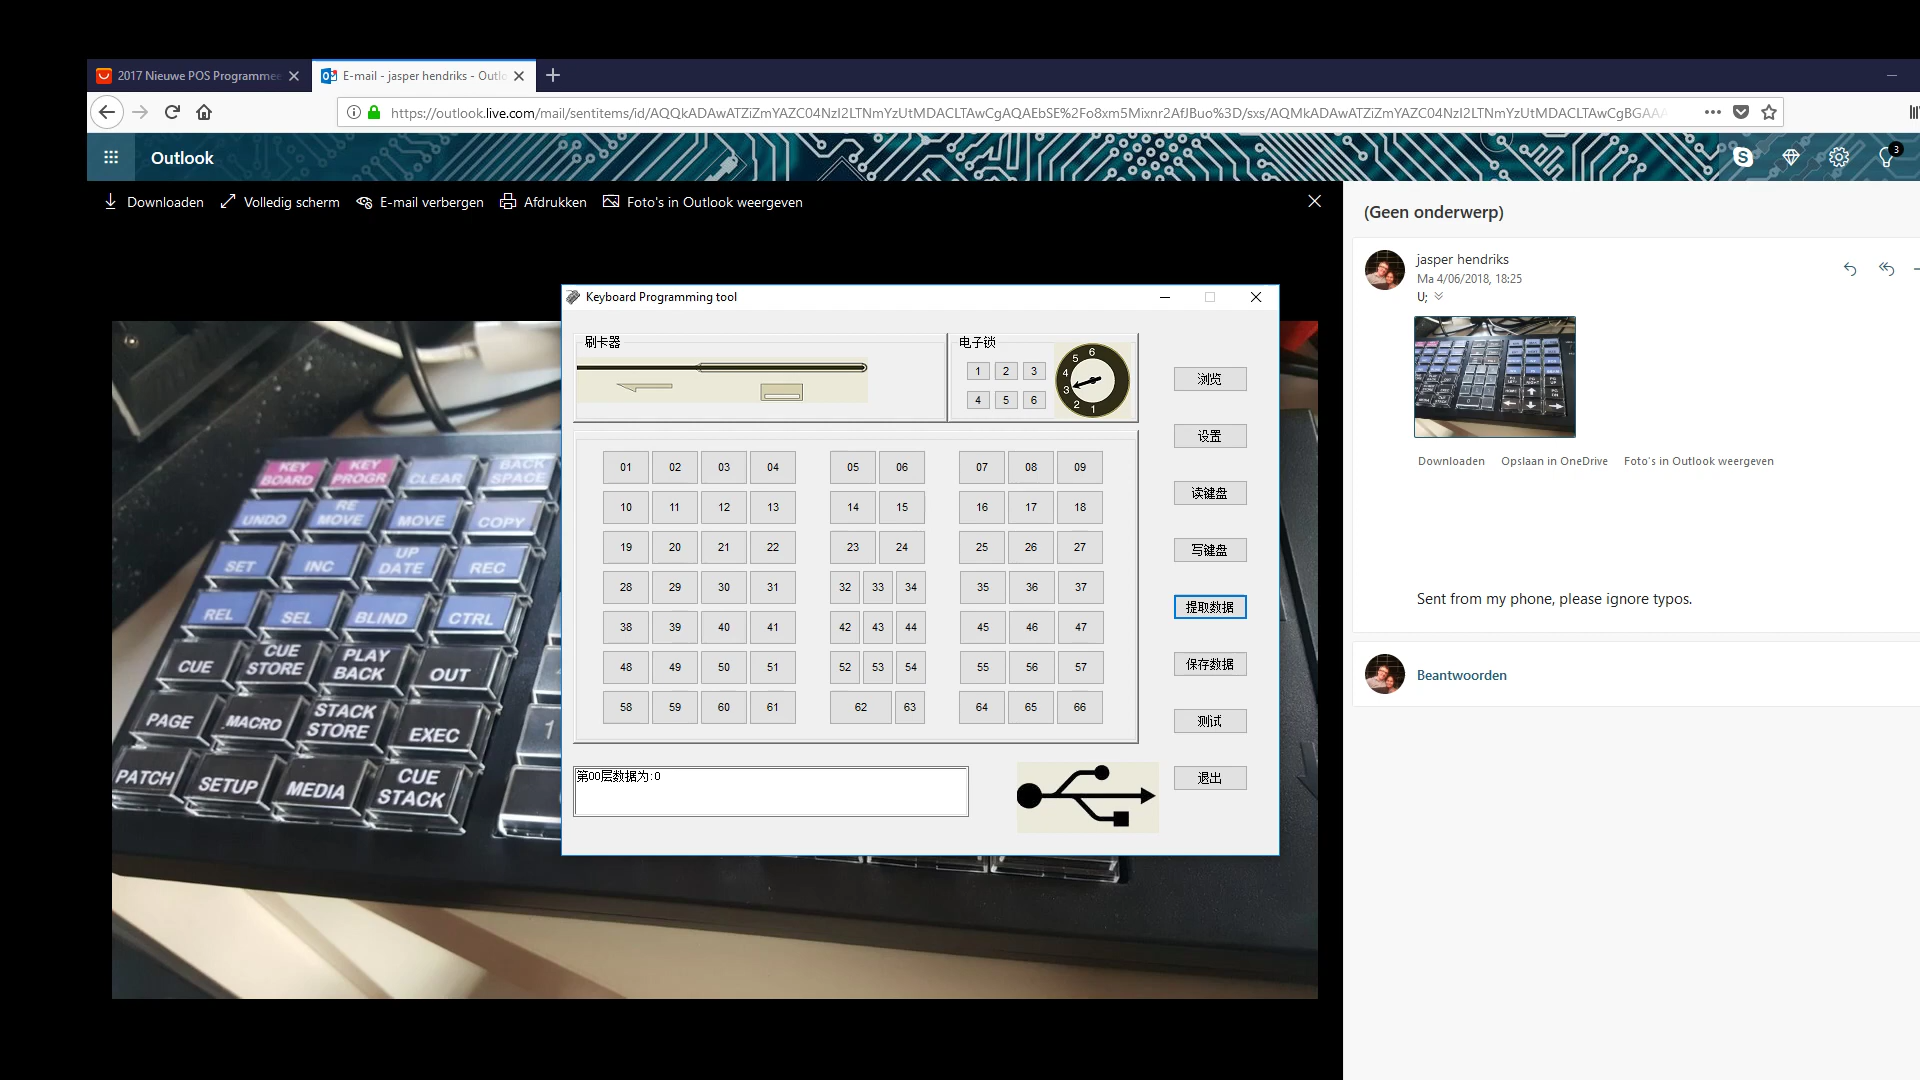 2017 Nieuwe POS Programmee
E-mail - jasper hendriks - Outlo
https://outlook.live.com/mail/sentitems/id/AQQkADAwATZiZmYAZC04NzI2LTNmYzUtMDACLTAwCgAQAEbSE%2Fo8xm5Mixnr2AfJBuo%3D/sxs/AQMkADAwATZiZmYAZC04NzI2LTNmYzUtMDACLTAwCgBGAAA
Outlook
3
Downloaden
Volledig scherm
E-mail verbergen
Afdrukken
Foto's in Outlook weergeven
(Geen onderwerp)
jasper hendriks
Ma 4/06/2018, 18:25
U;
Downloaden Opslaan in OneDrive Foto's in Outlook weergeven
Sent from my phone, please ignore typos.
Beantwoorden
Keyboard Programming tool
刷卡器
电子锁
1 2 3
4 5 6
6
5
4
3
2
1
01 02 03 04 05 06 07 08 09
10 11 12 13 14 15 16 17 18
19 20 21 22 23 24 25 26 27
28 29 30 31 32 33 34 35 36 37
38 39 40 41 42 43 44 45 46 47
48 49 50 51 52 53 54 55 56 57
58 59 60 61 62 63 64 65 66
浏览
设置
读键盘
写键盘
提取数据
保存数据
测试
退出
第00层数据为:0
KEY BOARD KEY PROGR CLEAR BACK SPACE
UNDO RE MOVE MOVE COPY
SET INC UP DATE REC
REL SEL BLIND CTRL
CUE CUE STORE PLAY BACK OUT
PAGE MACRO STACK STORE EXEC
PATCH SETUP MEDIA CUE STACK
1